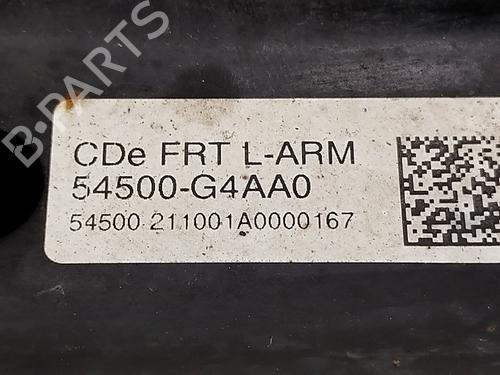 B-PARTS
CDe FRT L-ARM
54500-G4AA0
54500 211001A0000167